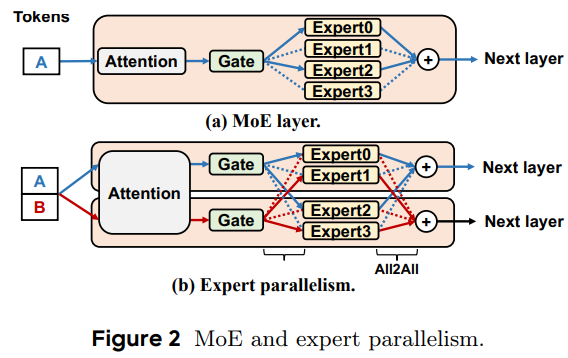 Tokens
A
Attention
Gate
Expert0
Expert1
Expert2
Expert3
+
Next layer
(a) MoE layer.
A
B
Attention
Gate
Gate
Expert0
Expert1
Expert2
Expert3
+
+
Next layer
Next layer
All2All
(b) Expert parallelism.
Figure 2 MoE and expert parallelism.